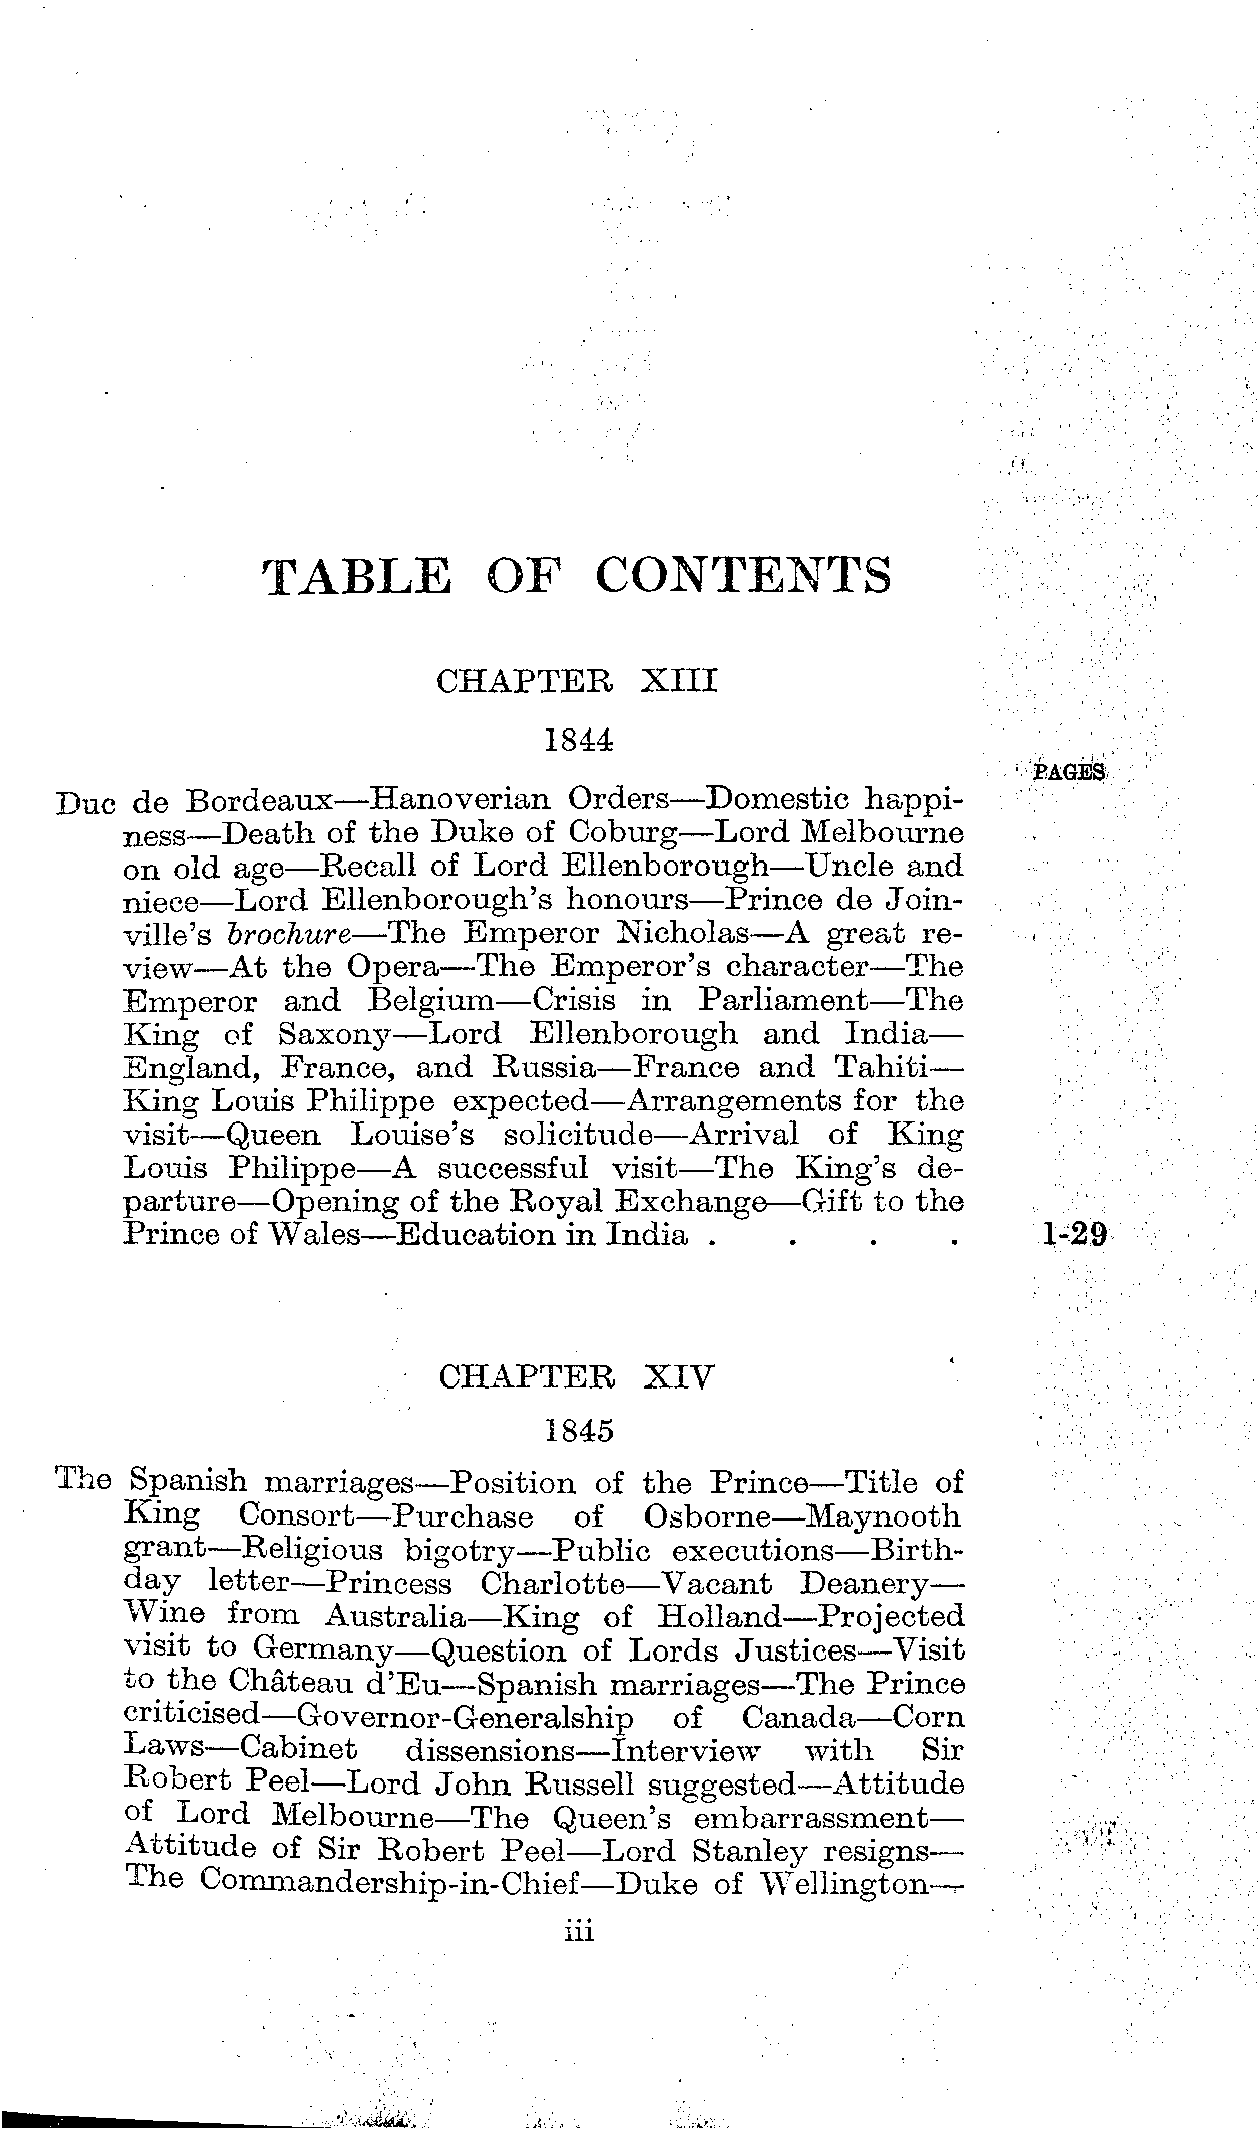 TABLE OF CONTENTS
CHAPTER XIII
1844
PAGES
Duc de Bordeaux—Hanoverian Orders—Domestic happi-
ness—Death of the Duke of Coburg—Lord Melbourne
on old age—Recall of Lord Ellenborough—Uncle and
niece—Lord Ellenborough's honours—Prince de Join-
ville's brochure—The Emperor Nicholas—A great re-
view—At the Opera—The Emperor's character—The
Emperor and Belgium—Crisis in Parliament—The
King of Saxony—Lord Ellenborough and India—
England, France, and Russia—France and Tahiti—
King Louis Philippe expected—Arrangements for the
visit—Queen Louise's solicitude—Arrival of King
Louis Philippe—A successful visit—The King's de-
parture—Opening of the Royal Exchange—Gift to the
Prince of Wales—Education in India . . . . 1-29
CHAPTER XIV
1845
The Spanish marriages—Position of the Prince—Title of
King Consort—Purchase of Osborne—Maynooth
grant—Religious bigotry—Public executions—Birth-
day letter—Princess Charlotte—Vacant Deanery—
Wine from Australia—King of Holland—Projected
visit to Germany—Question of Lords Justices—Visit
to the Château d'Eu—Spanish marriages—The Prince
criticised—Governor-Generalship of Canada—Corn
Laws—Cabinet dissensions—Interview with Sir
Robert Peel—Lord John Russell suggested—Attitude
of Lord Melbourne—The Queen's embarrassment—
Attitude of Sir Robert Peel—Lord Stanley resigns—
The Commandership-in-Chief—Duke of Wellington—
iii